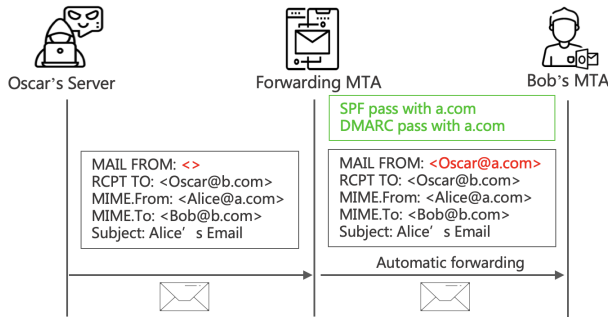 Oscar's Server
Forwarding MTA
Bob's MTA
SPF pass with a.com
DMARC pass with a.com
MAIL FROM: <>
RCPT TO: <Oscar@b.com>
MIME.From: <Alice@a.com>
MIME.To: <Bob@b.com>
Subject: Alice’s Email
MAIL FROM: <Oscar@a.com>
RCPT TO: <Oscar@b.com>
MIME.From: <Alice@a.com>
MIME.To: <Bob@b.com>
Subject: Alice’s Email
Automatic forwarding